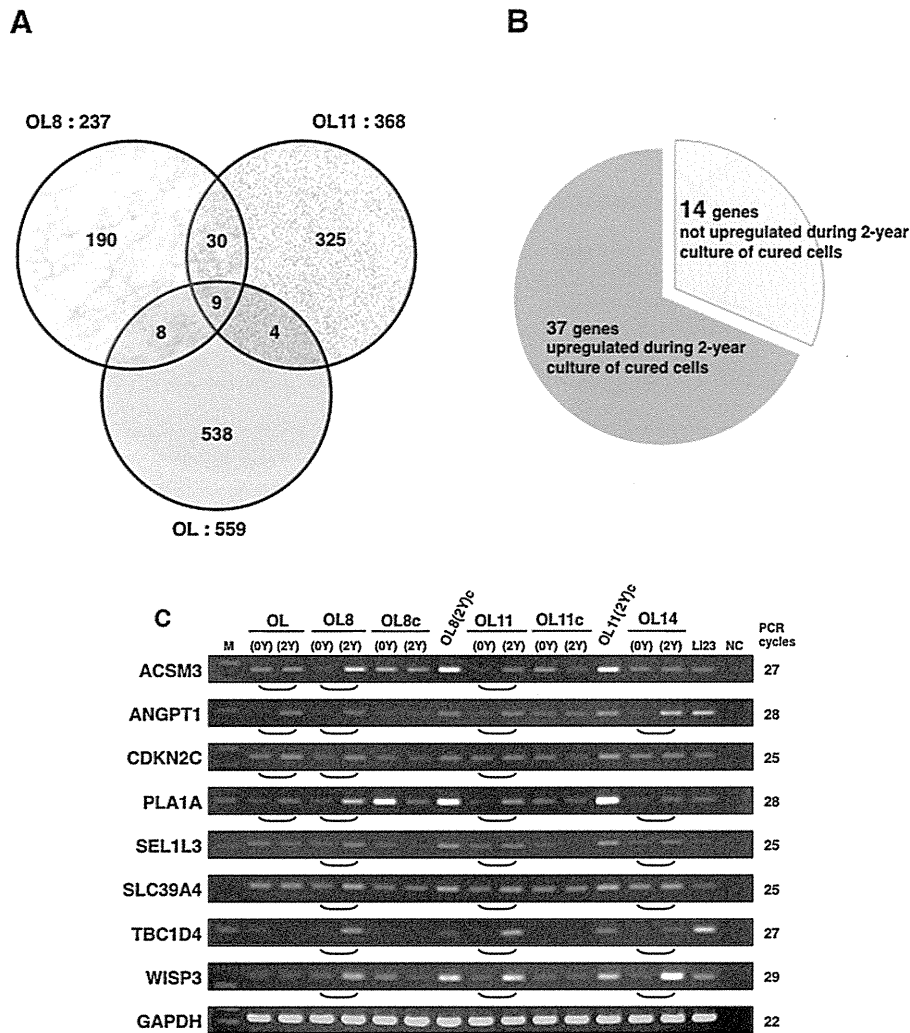 A
B
OL8 : 237
OL11 : 368
190
30
325
9
8
4
538
OL : 559
14 genes
not upregulated during 2-year
culture of cured cells
37 genes
upregulated during 2-year
culture of cured cells
C
M OL OL8 OL8c OL8(2Y)c OL11 OL11c OL11(2Y)c OL14 LI23 NC PCR cycles
(0Y) (2Y) (0Y) (2Y) (0Y) (2Y) (0Y) (2Y) (0Y) (2Y) (0Y) (2Y)
ACSM3 27
ANGPT1 28
CDKN2C 25
PLA1A 28
SEL1L3 25
SLC39A4 25
TBC1D4 27
WISP3 29
GAPDH 22